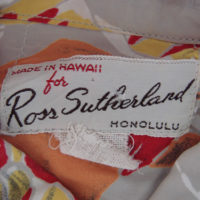 MADE IN HAWAII
for
Ross Sutherland
HONOLULU